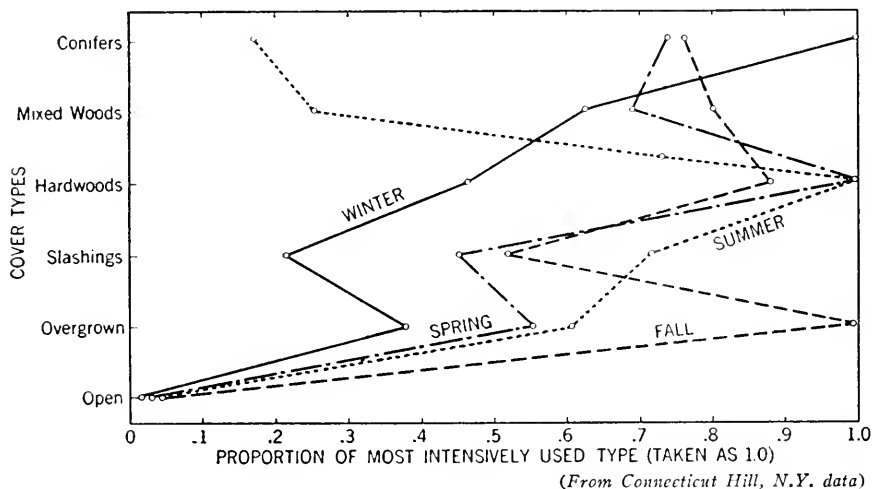 Conifers
Mixed Woods
Hardwoods
Slashings
Overgrown
Open
COVER TYPES
WINTER
SUMMER
SPRING
FALL
0 .1 .2 .3 .4 .5 .6 .7 .8 .9 1.0
PROPORTION OF MOST INTENSIVELY USED TYPE (TAKEN AS 1.0)
(From Connecticut Hill, N.Y. data)